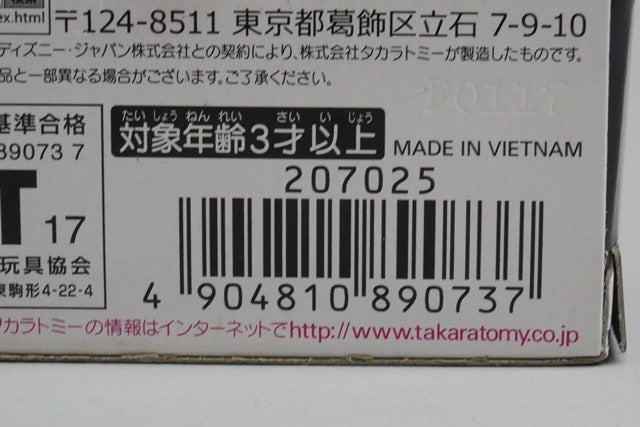 ex.html
〒124-8511 東京都葛飾区立石 7-9-10
ディズニー・ジャパン株式会社との契約により、株式会社タカラトミーが製造したものです。
品と一部異なる場合がございます。ご了承ください。
F0117
基準合格
89073 7
T 17
玩具協会
東駒形4-22-4
たい しょう ねん れい さい い じょう
対象年齢3才以上
MADE IN VIETNAM
207025
4 904810 890737
タカラトミーの情報はインターネットでhttp://www.takaratomy.co.jp